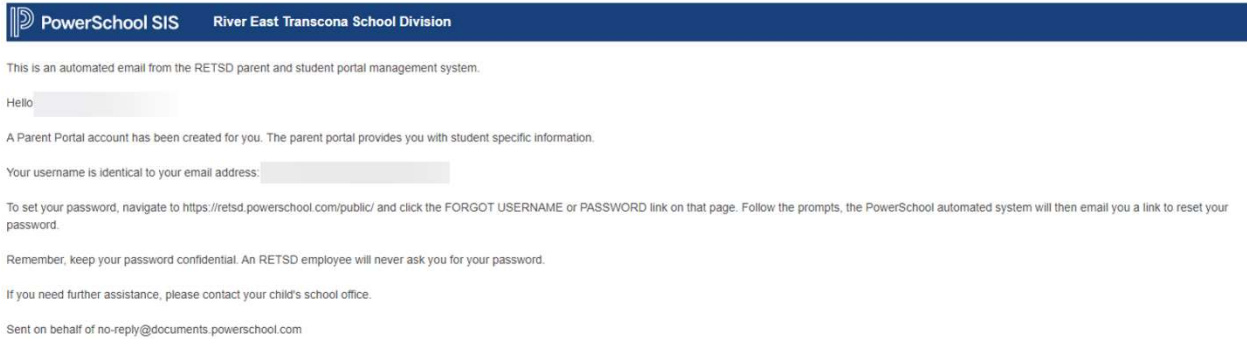 PowerSchool SIS River East Transcona School Division
This is an automated email from the RETSD parent and student portal management system.
Hello
A Parent Portal account has been created for you. The parent portal provides you with student specific information.
Your username is identical to your email address:
To set your password, navigate to https://retsd.powerschool.com/public/ and click the FORGOT USERNAME or PASSWORD link on that page. Follow the prompts, the PowerSchool automated system will then email you a link to reset your
password.
Remember, keep your password confidential. An RETSD employee will never ask you for your password.
If you need further assistance, please contact your child's school office.
Sent on behalf of no-reply@documents.powerschool.com